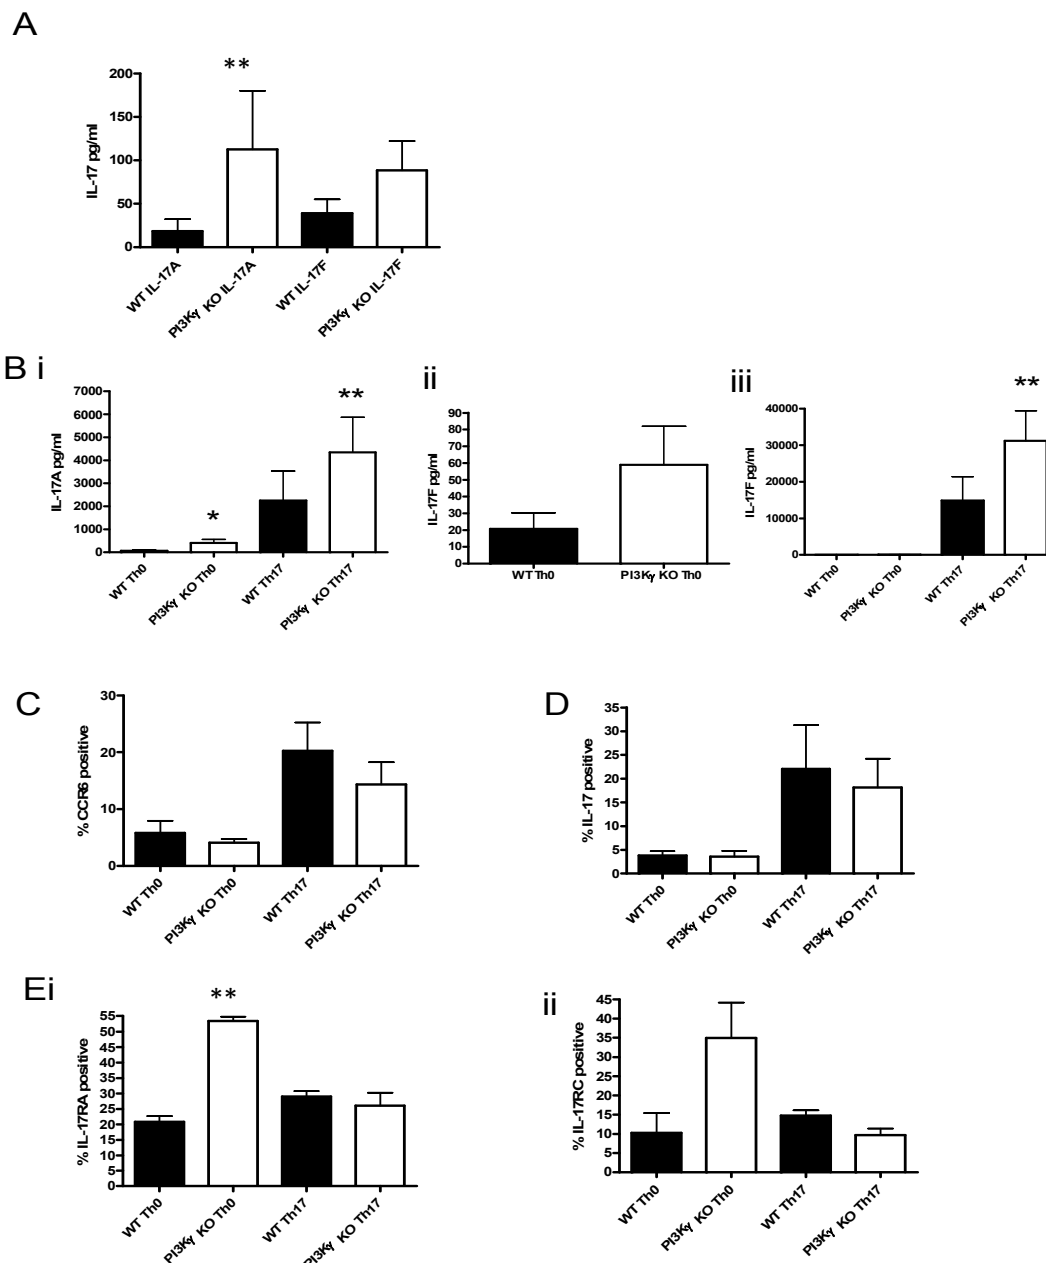 A
**
200
150
100
50
0
IL-17 pg/ml
WT IL-17A
PI3Kγ KO IL-17A
WT IL-17F
PI3Kγ KO IL-17F
B i
7000
6000
5000
4000
3000
2000
1000
0
IL-17A pg/ml
*
**
WT Th0
PI3Kγ KO Th0
WT Th17
PI3Kγ KO Th17
ii
90
80
70
60
50
40
30
20
10
0
IL-17F pg/ml
WT Th0
PI3Kγ KO Th0
iii
**
40000
30000
20000
10000
0
IL-17F pg/ml
WT Th0
PI3Kγ KO Th0
WT Th17
PI3Kγ KO Th17
C
30
20
10
0
% CCR6 positive
WT Th0
PI3Kγ KO Th0
WT Th17
PI3Kγ KO Th17
D
35
30
25
20
15
10
5
0
% IL-17 positive
WT Th0
PI3Kγ KO Th0
WT Th17
PI3Kγ KO Th17
Ei
**
55
50
45
40
35
30
25
20
15
10
5
0
% IL-17RA positive
WT Th0
PI3Kγ KO Th0
WT Th17
PI3Kγ KO Th17
ii
45
40
35
30
25
20
15
10
5
0
% IL-17RC positive
WT Th0
PI3Kγ KO Th0
WT Th17
PI3Kγ KO Th17